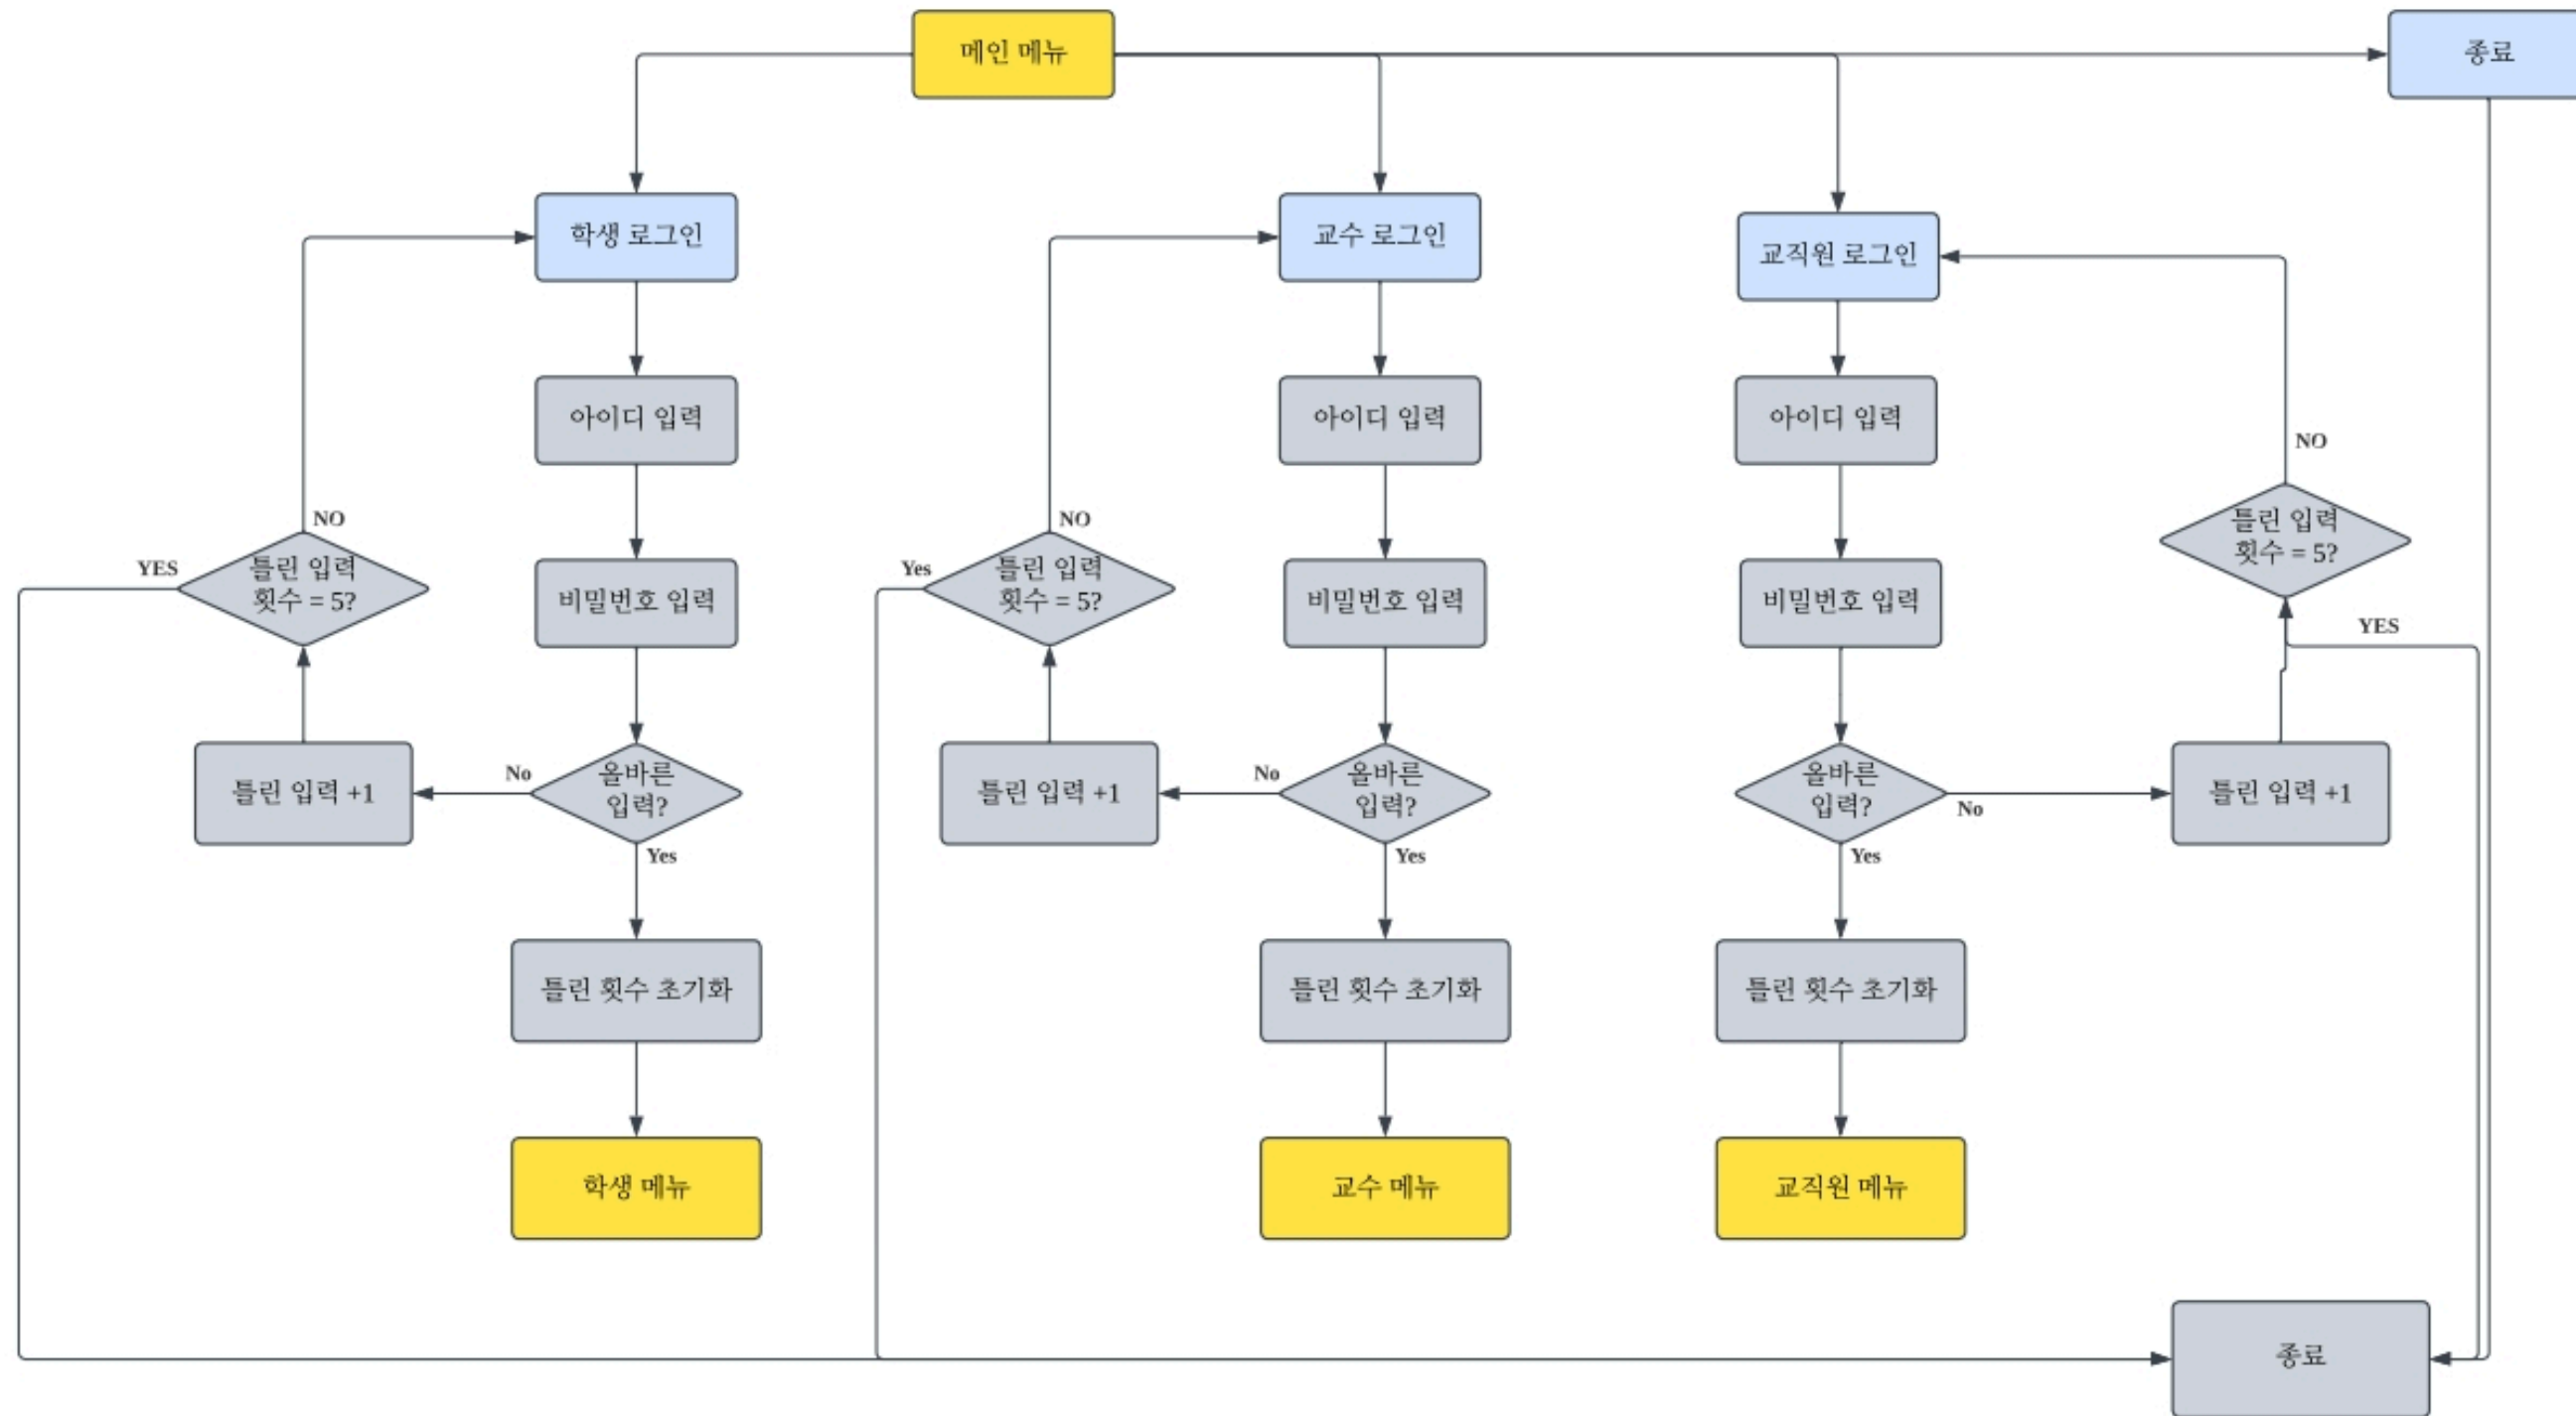 메인 메뉴
종료
학생 로그인
교수 로그인
교직원 로그인
아이디 입력
아이디 입력
아이디 입력
NO
NO
NO
YES
틀린 입력
횟수 = 5?
비밀번호 입력
Yes
틀린 입력
횟수 = 5?
비밀번호 입력
비밀번호 입력
틀린 입력
횟수 = 5?
YES
틀린 입력 +1
No
올바른
입력?
Yes
틀린 입력 +1
No
올바른
입력?
Yes
올바른
입력?
No
Yes
틀린 입력 +1
틀린 횟수 초기화
틀린 횟수 초기화
틀린 횟수 초기화
학생 메뉴
교수 메뉴
교직원 메뉴
종료